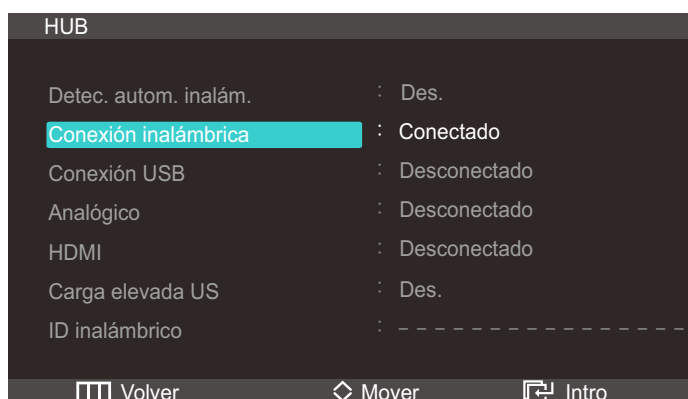 HUB
Detec. autom. inalám. : Des.
Conexión inalámbrica : Conectado
Conexión USB : Desconectado
Analógico : Desconectado
HDMI : Desconectado
Carga elevada US : Des.
ID inalámbrico : – – – – – – – – – – – – – – – –
Volver Mover Intro